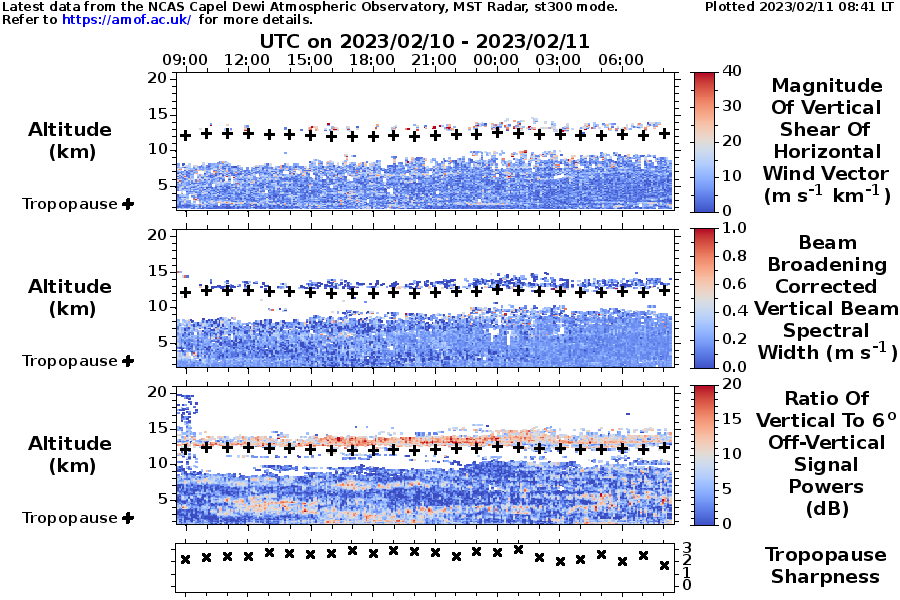 Latest data from the NCAS Capel Dewi Atmospheric Observatory, MST Radar, st300 mode.
Plotted 2023/02/11 08:41 LT
Refer to https://amof.ac.uk/ for more details.
UTC on 2023/02/10 - 2023/02/11
09:00 12:00 15:00 18:00 21:00 00:00 03:00 06:00
20
15
10
5
Altitude
(km)
Tropopause +
40
30
20
10
0
Magnitude
Of Vertical
Shear Of
Horizontal
Wind Vector
(m s-1 km-1)
20
15
10
5
Altitude
(km)
Tropopause +
1.0
0.8
0.6
0.4
0.2
0.0
Beam
Broadening
Corrected
Vertical Beam
Spectral
Width (m s-1)
20
15
10
5
Altitude
(km)
Tropopause +
20
15
10
5
0
Ratio Of
Vertical To 6o
Off-Vertical
Signal
Powers
(dB)
3
2
1
0
Tropopause
Sharpness